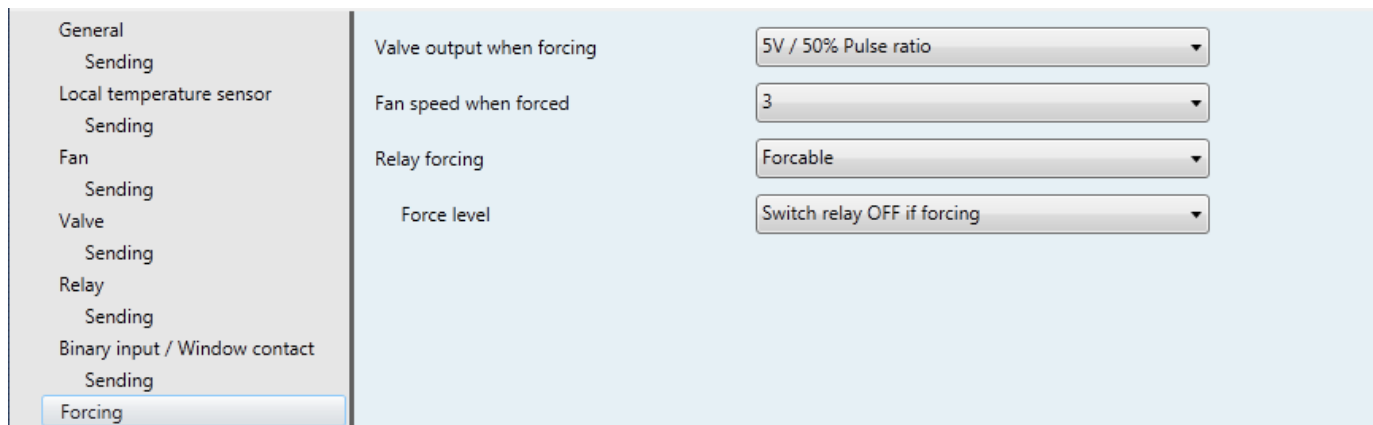 General
Sending
Local temperature sensor
Sending
Fan
Sending
Valve
Sending
Relay
Sending
Binary input / Window contact
Sending
Forcing
Valve output when forcing
5V / 50% Pulse ratio
Fan speed when forced
3
Relay forcing
Forcable
Force level
Switch relay OFF if forcing